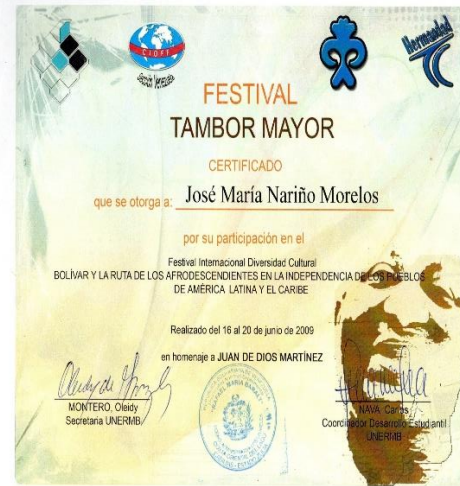 CIOFF
Sección Venezuela
Hermandad
FESTIVAL
TAMBOR MAYOR
CERTIFICADO
que se otorga a: José María Nariño Morelos
por su participación en el
Festival Internacional Diversidad Cultural
BOLÍVAR Y LA RUTA DE LOS AFRODESCENDIENTES EN LA INDEPENDENCIA DE LOS PUEBLOS
DE AMÉRICA LATINA Y EL CARIBE
Realizado del 16 al 20 de junio de 2009
en homenaje a JUAN DE DIOS MARTÍNEZ
MONTERO, Oleidy
Secretaria UNERMB
NAVA, Carlos
Coordinador Desarrollo Estudiantil
UNERMB